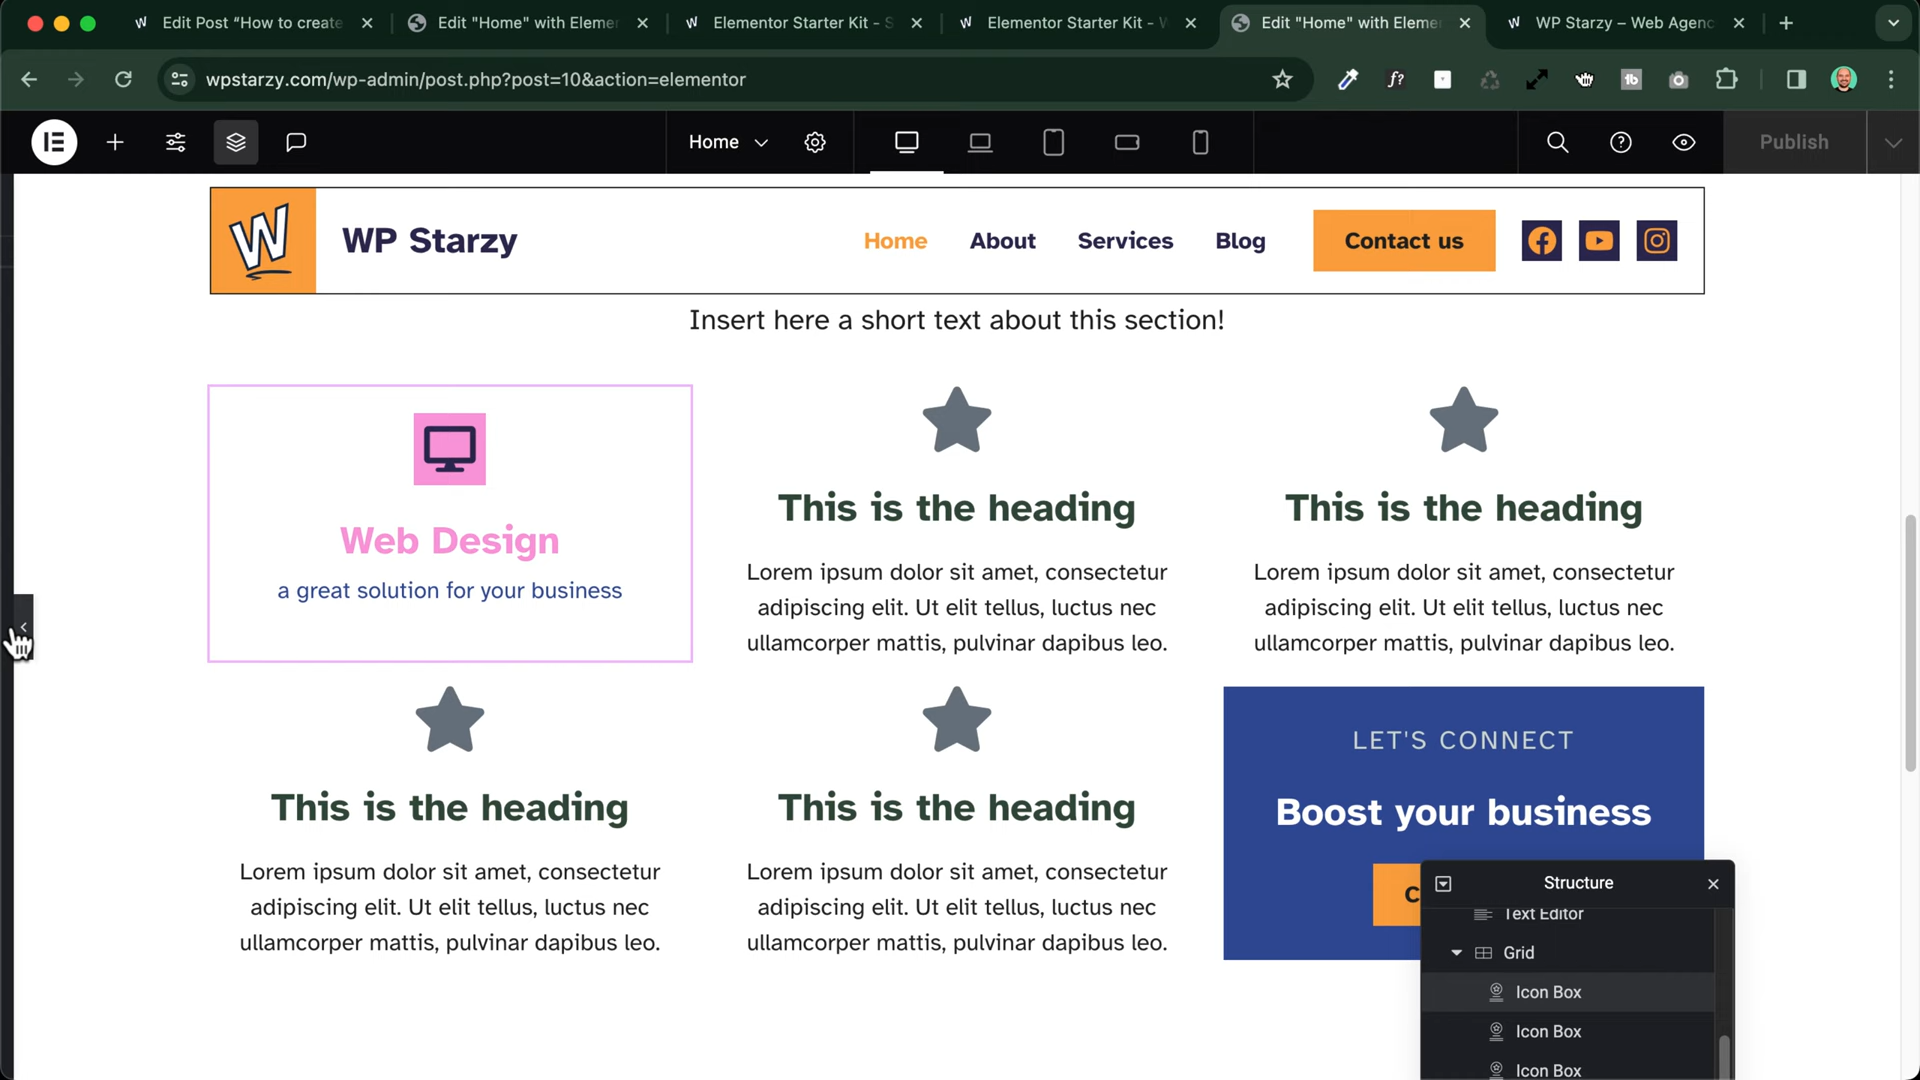 Edit Post “How to create
Edit "Home" with Elemen
Elementor Starter Kit - S
Elementor Starter Kit - W
Edit "Home" with Eleme
WP Starzy – Web Agenc
wpstarzy.com/wp-admin/post.php?post=10&action=elementor
Home
Publish
WP Starzy
Home
About
Services
Blog
Contact us
Insert here a short text about this section!
Web Design
a great solution for your business
This is the heading
Lorem ipsum dolor sit amet, consectetur
adipiscing elit. Ut elit tellus, luctus nec
ullamcorper mattis, pulvinar dapibus leo.
This is the heading
Lorem ipsum dolor sit amet, consectetur
adipiscing elit. Ut elit tellus, luctus nec
ullamcorper mattis, pulvinar dapibus leo.
This is the heading
Lorem ipsum dolor sit amet, consectetur
adipiscing elit. Ut elit tellus, luctus nec
ullamcorper mattis, pulvinar dapibus leo.
This is the heading
Lorem ipsum dolor sit amet, consectetur
adipiscing elit. Ut elit tellus, luctus nec
ullamcorper mattis, pulvinar dapibus leo.
LET'S CONNECT
Boost your business
C
Structure
Text Editor
Grid
Icon Box
Icon Box
Icon Box